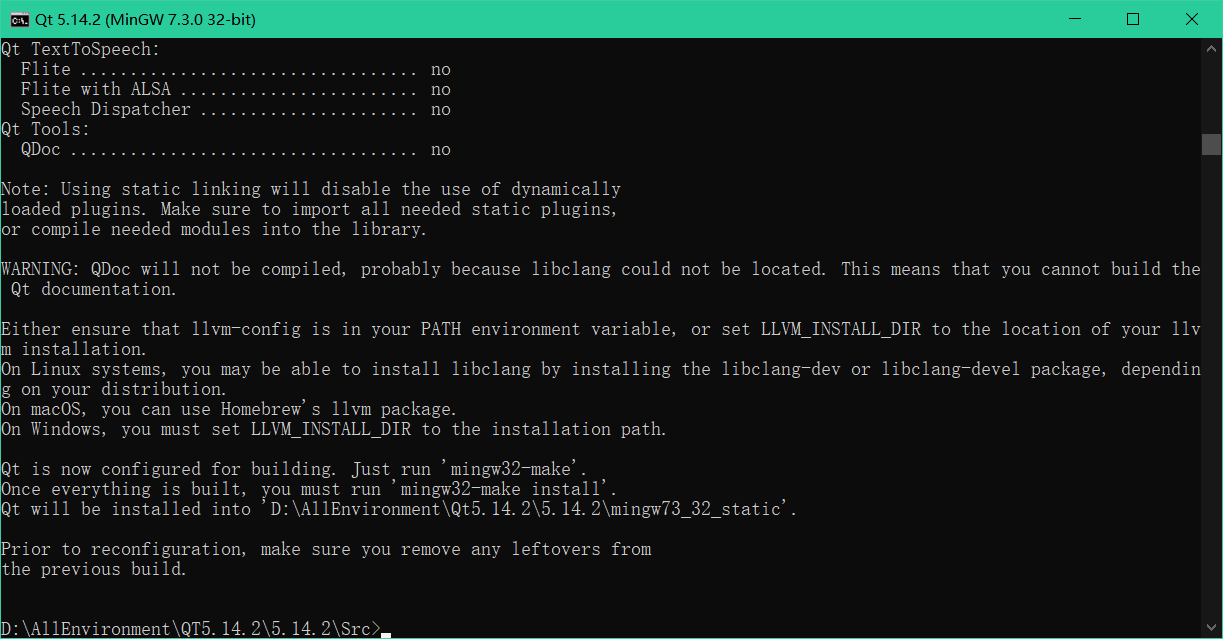 Qt 5.14.2 (MinGW 7.3.0 32-bit)
Qt TextToSpeech:
  Flite .................................. no
  Flite with ALSA ........................ no
  Speech Dispatcher ...................... no
Qt Tools:
  QDoc ................................... no
Note: Using static linking will disable the use of dynamically
loaded plugins. Make sure to import all needed static plugins,
or compile needed modules into the library.
WARNING: QDoc will not be compiled, probably because libclang could not be located. This means that you cannot build the
 Qt documentation.
Either ensure that llvm-config is in your PATH environment variable, or set LLVM_INSTALL_DIR to the location of your llv
m installation.
On Linux systems, you may be able to install libclang by installing the libclang-dev or libclang-devel package, dependin
g on your distribution.
On macOS, you can use Homebrew's llvm package.
On Windows, you must set LLVM_INSTALL_DIR to the installation path.
Qt is now configured for building. Just run 'mingw32-make'.
Once everything is built, you must run 'mingw32-make install'.
Qt will be installed into 'D:\AllEnvironment\Qt5.14.2\5.14.2\mingw73_32_static'.
Prior to reconfiguration, make sure you remove any leftovers from
the previous build.
D:\AllEnvironment\QT5.14.2\5.14.2\Src>